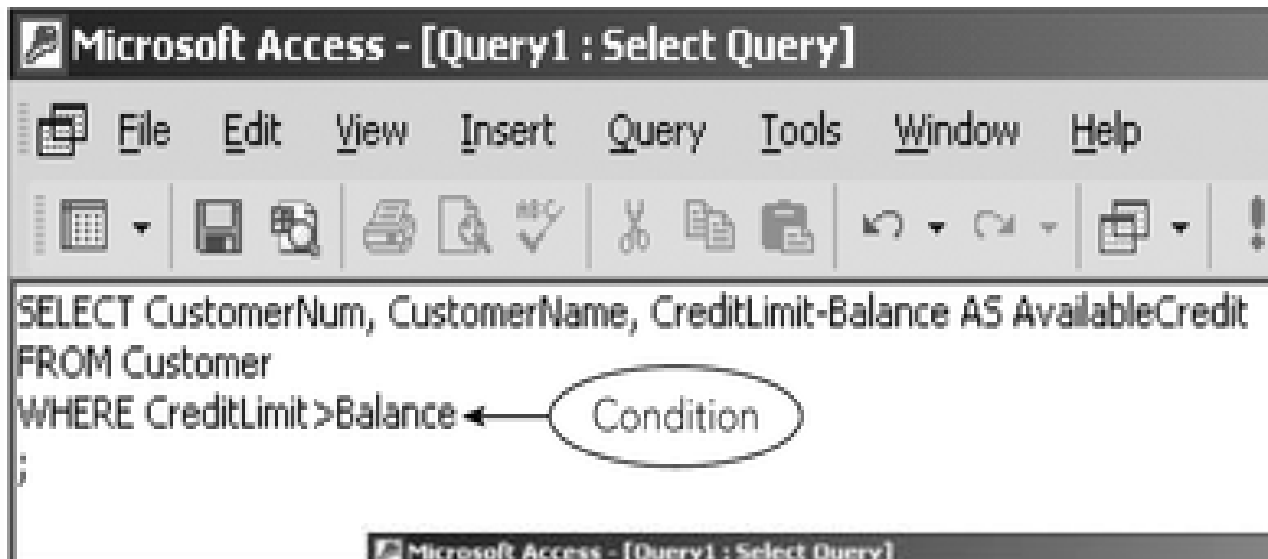 Microsoft Access - [Query1 : Select Query]
File Edit View Insert Query Tools Window Help
ABC
SELECT CustomerNum, CustomerName, CreditLimit-Balance AS AvailableCredit
FROM Customer
WHERE CreditLimit>Balance
Condition
;
Microsoft Access - [Query1 : Select Query]